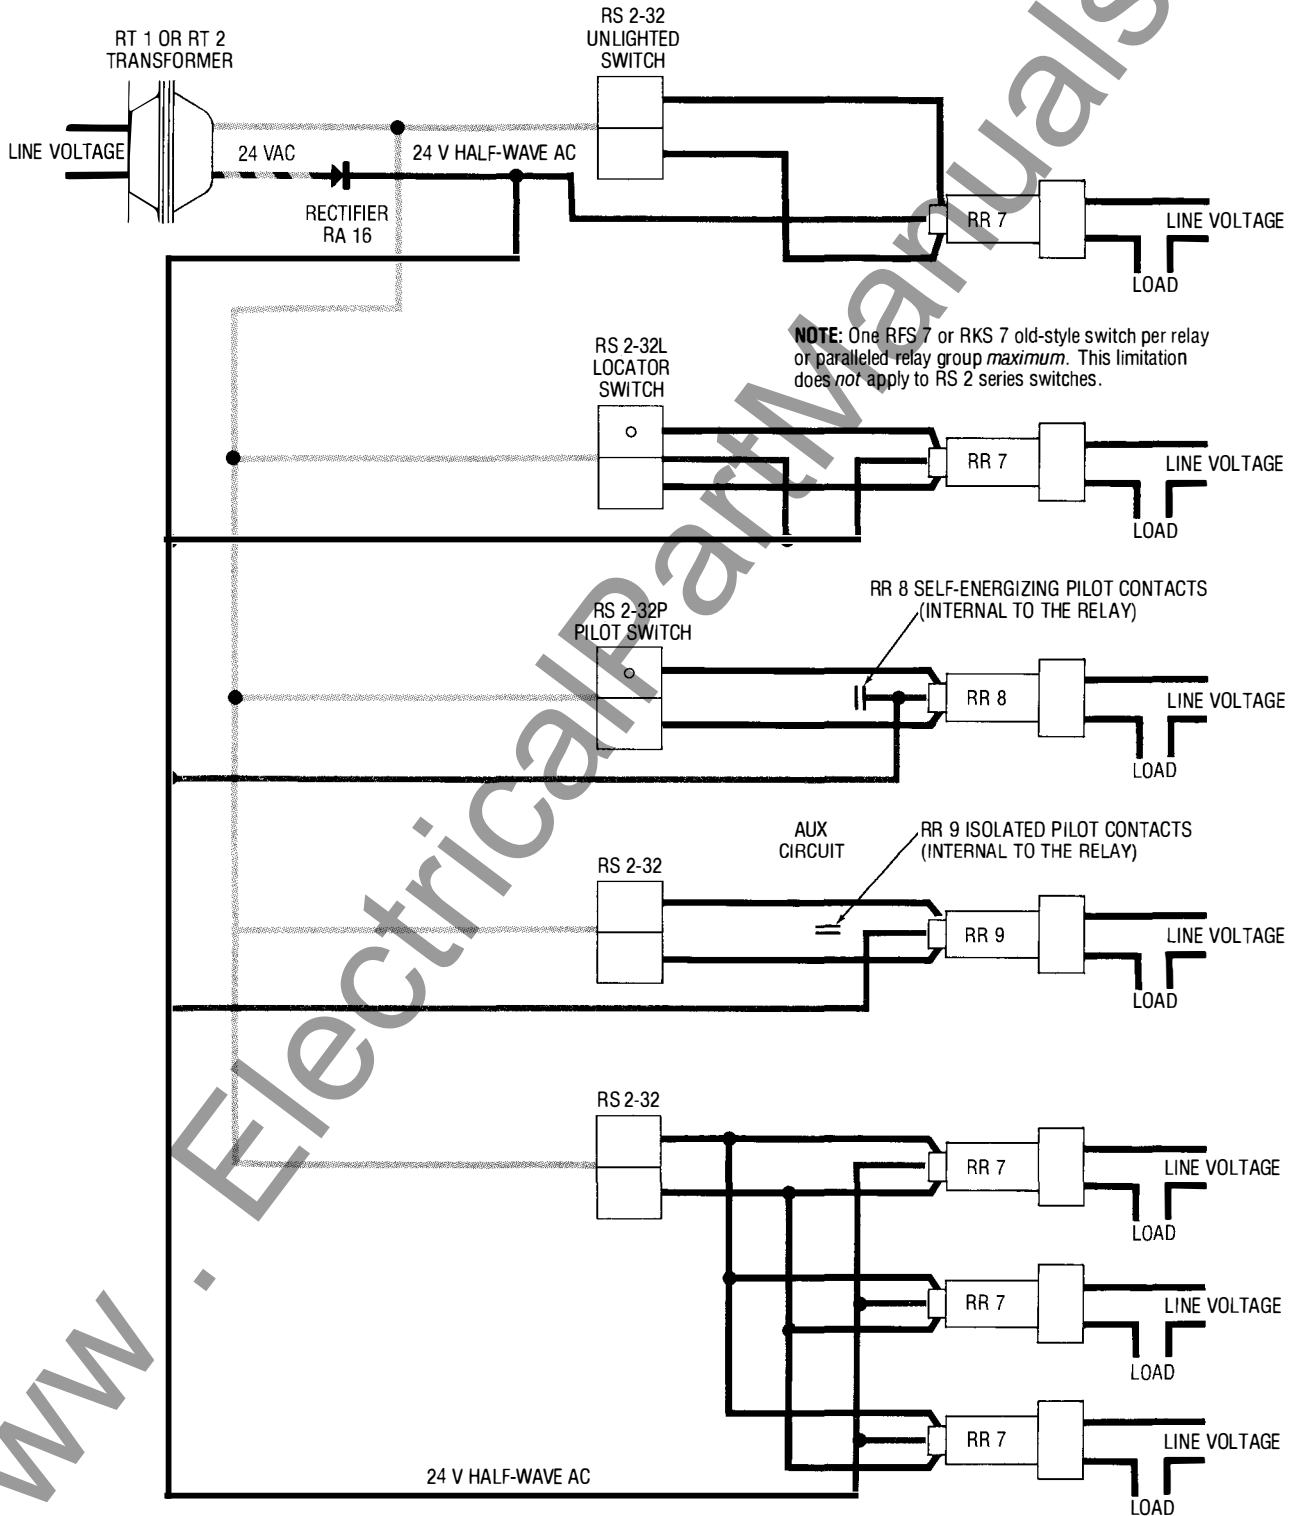 RS 2-32
UNLIGHTED
SWITCH
RT 1 OR RT 2
TRANSFORMER
LINE VOLTAGE
24 VAC
24 V HALF-WAVE AC
RECTIFIER
RA 16
RR 7
LINE VOLTAGE
LOAD
NOTE: One RFS 7 or RKS 7 old-style switch per relay
or paralleled relay group maximum. This limitation
does not apply to RS 2 series switches.
RS 2-32L
LOCATOR
SWITCH
RR 7
LINE VOLTAGE
LOAD
RR 8 SELF-ENERGIZING PILOT CONTACTS
(INTERNAL TO THE RELAY)
RS 2-32P
PILOT SWITCH
RR 8
LINE VOLTAGE
LOAD
AUX
CIRCUIT
RR 9 ISOLATED PILOT CONTACTS
(INTERNAL TO THE RELAY)
RS 2-32
RR 9
LINE VOLTAGE
LOAD
RS 2-32
RR 7
LINE VOLTAGE
LOAD
RR 7
LINE VOLTAGE
LOAD
RR 7
LINE VOLTAGE
24 V HALF-WAVE AC
LOAD
ww . ElectricalPartManuals